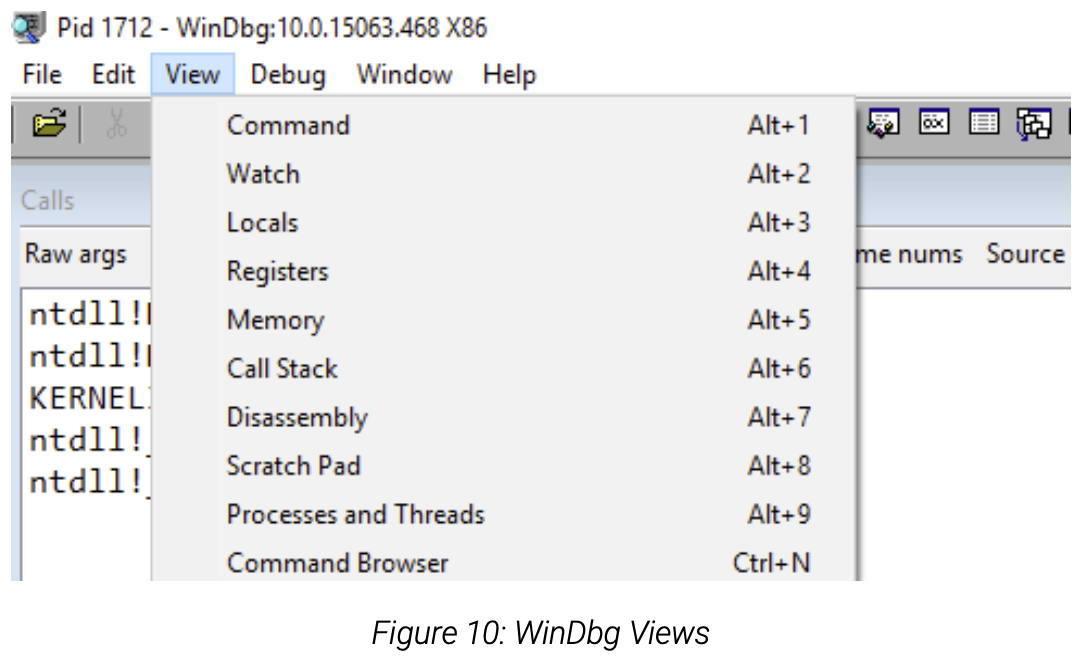 Pid 1712 - WinDbg:10.0.15063.468 X86
File Edit View Debug Window Help
Command Alt+1
Watch Alt+2
Calls
Locals Alt+3
Raw args me nums Source
Registers Alt+4
ntdll!
Memory Alt+5
ntdll!
Call Stack Alt+6
KERNEL
Disassembly Alt+7
ntdll!_
Scratch Pad Alt+8
ntdll!_
Processes and Threads Alt+9
Command Browser Ctrl+N
Figure 10: WinDbg Views